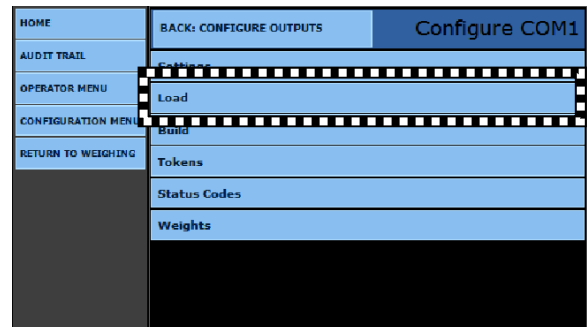 HOME
AUDIT TRAIL
OPERATOR MENU
CONFIGURATION MENU
RETURN TO WEIGHING
BACK: CONFIGURE OUTPUTS
Configure COM1
Settings
Load
Build
Tokens
Status Codes
Weights